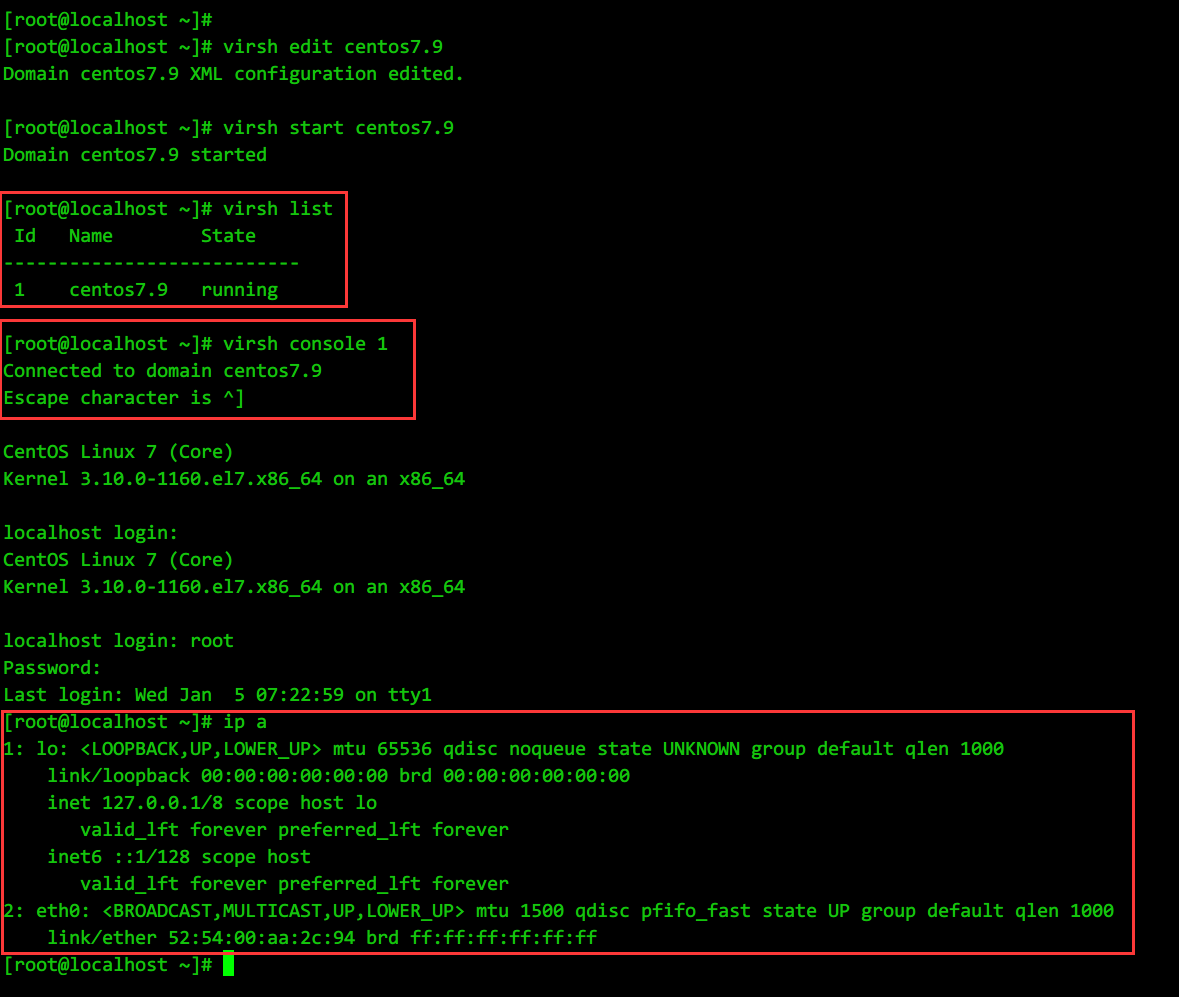 [root@localhost ~]#
[root@localhost ~]# virsh edit centos7.9
Domain centos7.9 XML configuration edited.
[root@localhost ~]# virsh start centos7.9
Domain centos7.9 started
[root@localhost ~]# virsh list
 Id   Name        State
---------------------------
 1    centos7.9   running
[root@localhost ~]# virsh console 1
Connected to domain centos7.9
Escape character is ^]
CentOS Linux 7 (Core)
Kernel 3.10.0-1160.el7.x86_64 on an x86_64
localhost login:
CentOS Linux 7 (Core)
Kernel 3.10.0-1160.el7.x86_64 on an x86_64
localhost login: root
Password:
Last login: Wed Jan  5 07:22:59 on tty1
[root@localhost ~]# ip a
1: lo: <LOOPBACK,UP,LOWER_UP> mtu 65536 qdisc noqueue state UNKNOWN group default qlen 1000
    link/loopback 00:00:00:00:00:00 brd 00:00:00:00:00:00
    inet 127.0.0.1/8 scope host lo
       valid_lft forever preferred_lft forever
    inet6 ::1/128 scope host
       valid_lft forever preferred_lft forever
2: eth0: <BROADCAST,MULTICAST,UP,LOWER_UP> mtu 1500 qdisc pfifo_fast state UP group default qlen 1000
    link/ether 52:54:00:aa:2c:94 brd ff:ff:ff:ff:ff:ff
[root@localhost ~]#